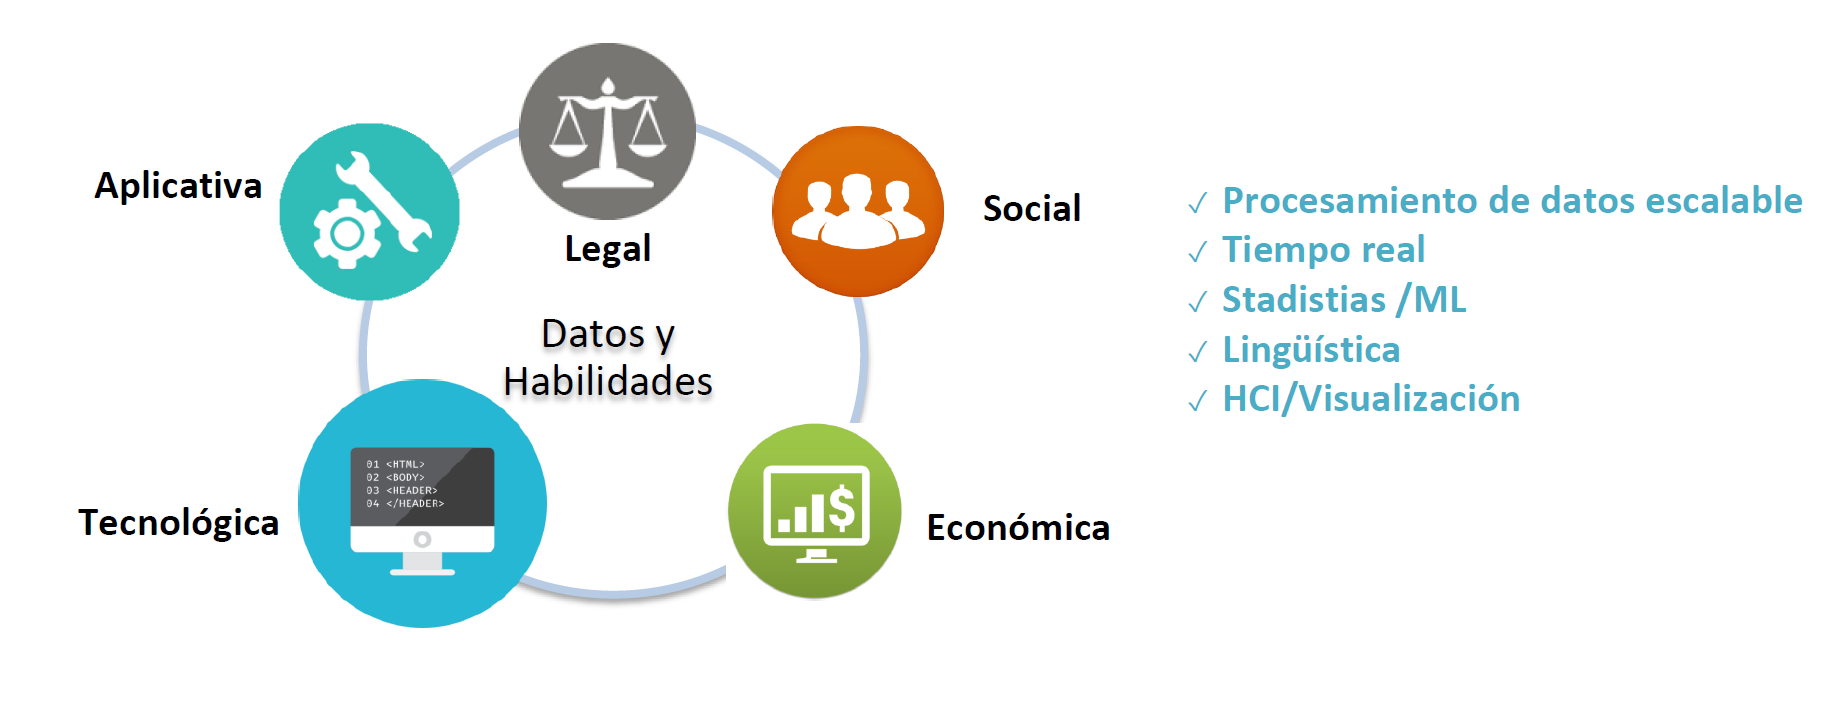 Aplicativa
Legal
Social
Datos y
Habilidades
Tecnológica
01 <HTML>
02 <BODY>
03 <HEADER>
04 </HEADER>
$
Económica
✓ Procesamiento de datos escalable
✓ Tiempo real
✓ Stadistias /ML
✓ Lingüística
✓ HCI/Visualización